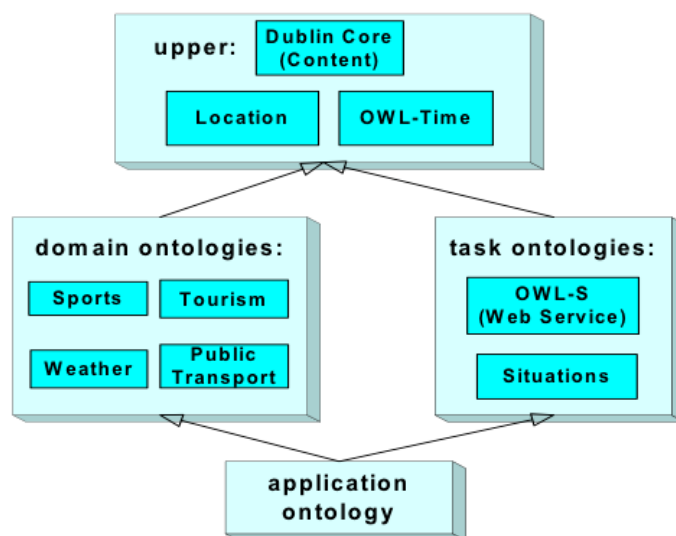 upper:
Dublin Core
(Content)
Location
OWL-Time
domain ontologies:
Sports
Tourism
Weather
Public
Transport
task ontologies:
OWL-S
(Web Service)
Situations
application
ontology